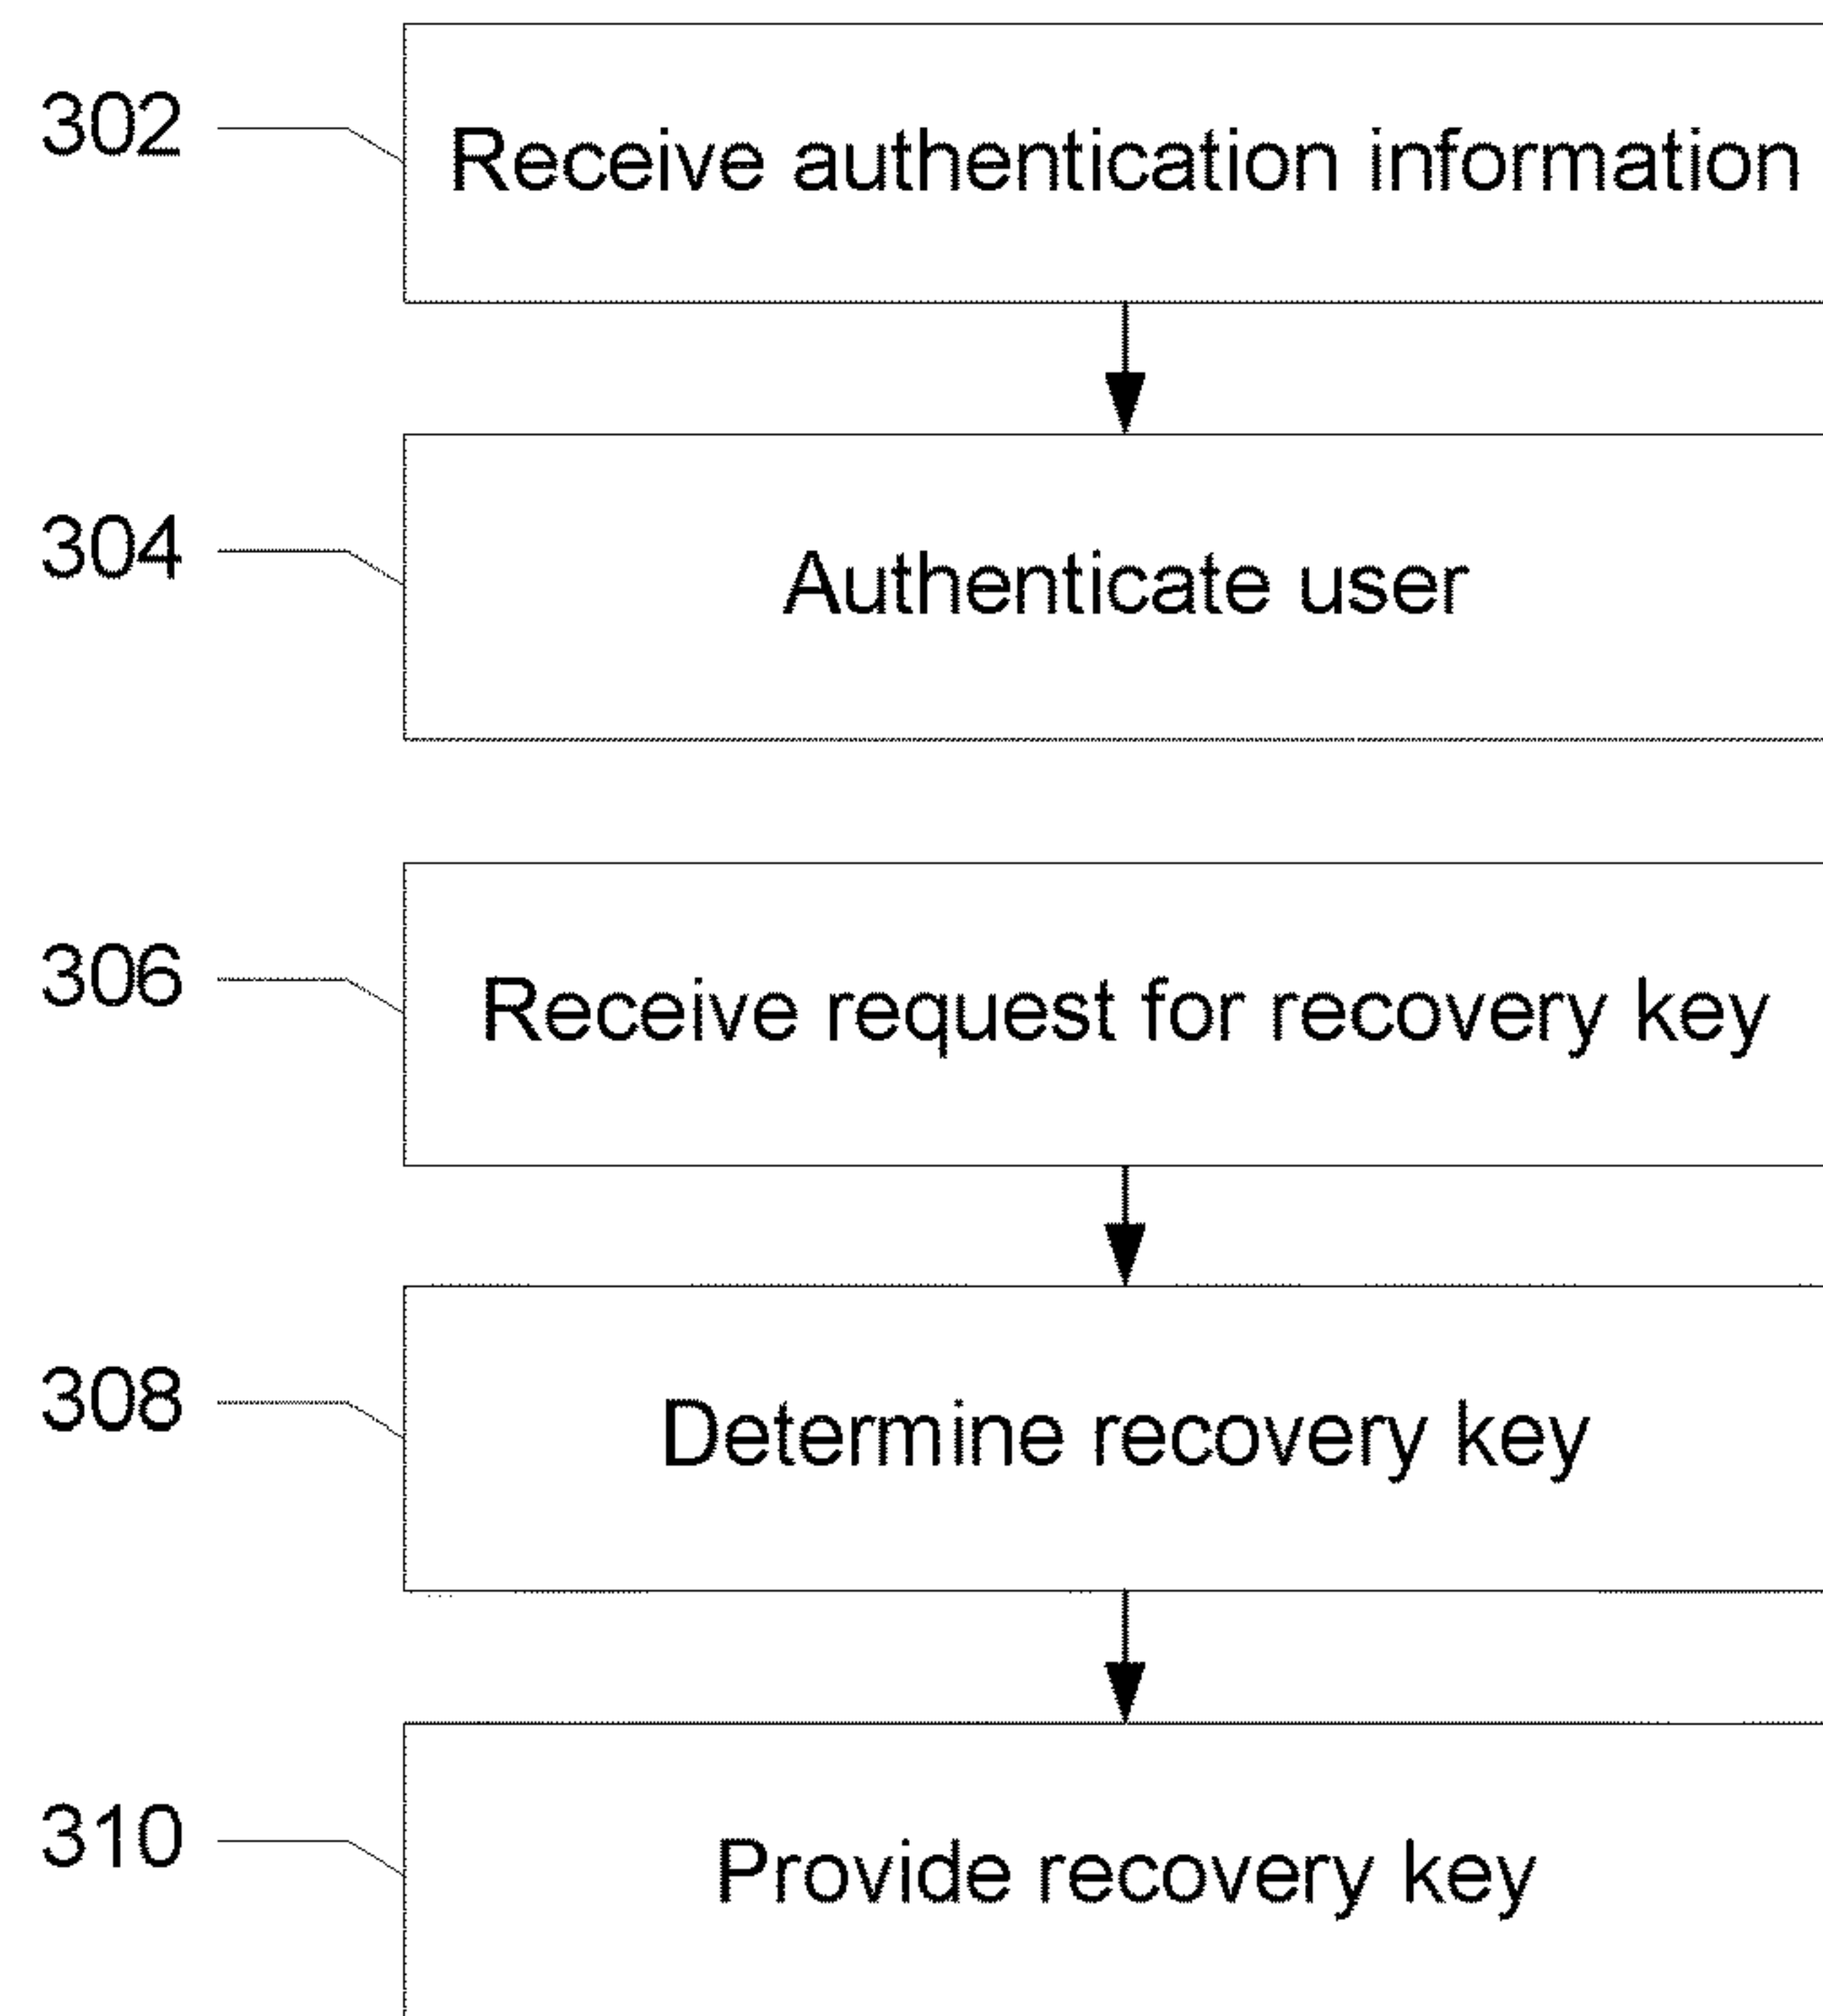 302 Receive authentication information
304 Authenticate user
306 Receive request for recovery key
308 Determine recovery key
310 Provide recovery key